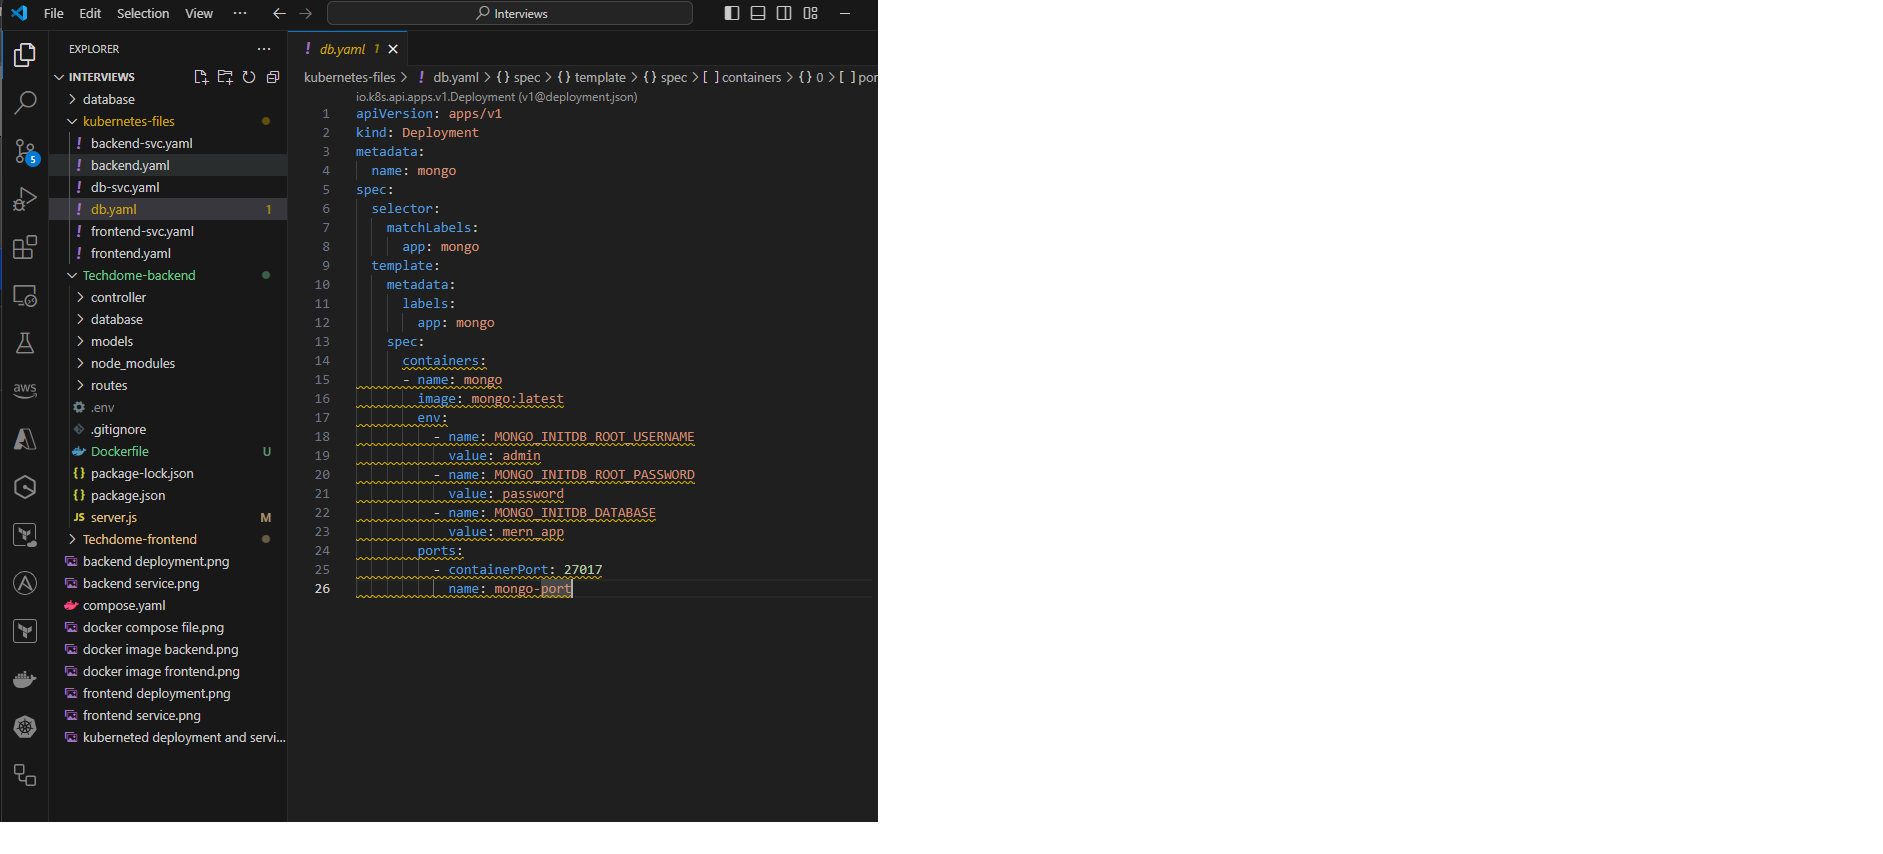 File Edit Selection View ··· Interviews
EXPLORER ···
INTERVIEWS
database
kubernetes-files
! backend-svc.yaml
! backend.yaml
! db-svc.yaml
! db.yaml 1
! frontend-svc.yaml
! frontend.yaml
Techdome-backend
controller
database
models
node_modules
routes
.env
.gitignore
Dockerfile U
{} package-lock.json
{} package.json
JS server.js M
Techdome-frontend
backend deployment.png
backend service.png
compose.yaml
docker compose file.png
docker image backend.png
docker image frontend.png
frontend deployment.png
frontend service.png
kuberneted deployment and servi...
5
aws
! db.yaml 1
kubernetes-files > ! db.yaml > {} spec > {} template > {} spec > [ ] containers > {} 0 > [ ] por
io.k8s.api.apps.v1.Deployment (v1@deployment.json)
1 apiVersion: apps/v1
2 kind: Deployment
3 metadata:
4 name: mongo
5 spec:
6 selector:
7 matchLabels:
8 app: mongo
9 template:
10 metadata:
11 labels:
12 app: mongo
13 spec:
14 containers:
15 - name: mongo
16 image: mongo:latest
17 env:
18 - name: MONGO_INITDB_ROOT_USERNAME
19 value: admin
20 - name: MONGO_INITDB_ROOT_PASSWORD
21 value: password
22 - name: MONGO_INITDB_DATABASE
23 value: mern_app
24 ports:
25 - containerPort: 27017
26 name: mongo-port